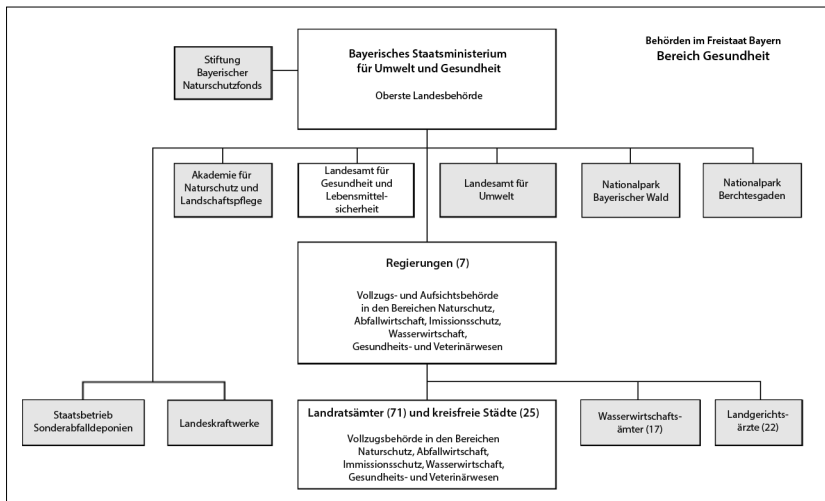 Stiftung
Bayerischer
Naturschutzfonds
Bayerisches Staatsministerium
für Umwelt und Gesundheit
Oberste Landesbehörde
Behörden im Freistaat Bayern
Bereich Gesundheit
Akademie für
Naturschutz und
Landschaftspflege
Landesamt für
Gesundheit und
Lebensmittel-
sicherheit
Landesamt für
Umwelt
Nationalpark
Bayerischer Wald
Nationalpark
Berchtesgaden
Regierungen (7)
Vollzugs- und Aufsichtsbehörde
in den Bereichen Naturschutz,
Abfallwirtschaft, Imissionsschutz,
Wasserwirtschaft,
Gesundheits- und Veterinärwesen
Staatsbetrieb
Sonderabfalldeponien
Landeskraftwerke
Landratsämter (71) und kreisfreie Städte (25)
Vollzugsbehörde in den Bereichen
Naturschutz, Abfallwirtschaft,
Immissionsschutz, Wasserwirtschaft,
Gesundheits- und Veterinärwesen
Wasserwirtschafts-
ämter (17)
Landgerichts-
ärzte (22)